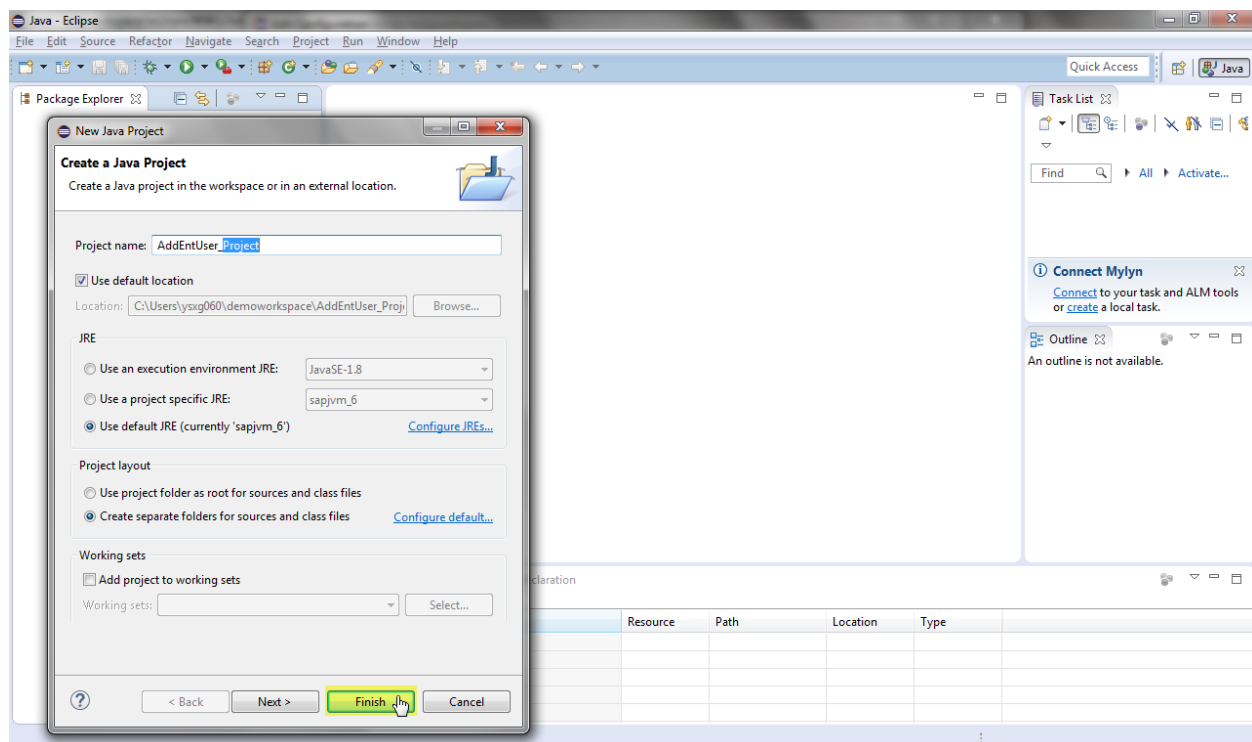 Java - Eclipse
File Edit Source Refactor Navigate Search Project Run Window Help
Quick Access Java
Package Explorer
Task List
New Java Project
Create a Java Project
Create a Java project in the workspace or in an external location.
Find All Activate...
Project name: AddEntUser_Project
Use default location
Location: C:\Users\ysxg060\demoworkspace\AddEntUser_Proj Browse...
Connect Mylyn
Connect to your task and ALM tools
or create a local task.
JRE
Outline
An outline is not available.
Use an execution environment JRE: JavaSE-1.8
Use a project specific JRE: sapjvm_6
Use default JRE (currently 'sapjvm_6') Configure JREs...
Project layout
Use project folder as root for sources and class files
Create separate folders for sources and class files Configure default...
Working sets
Add project to working sets
claration
Working sets: Select...
Resource Path Location Type
? < Back Next > Finish Cancel